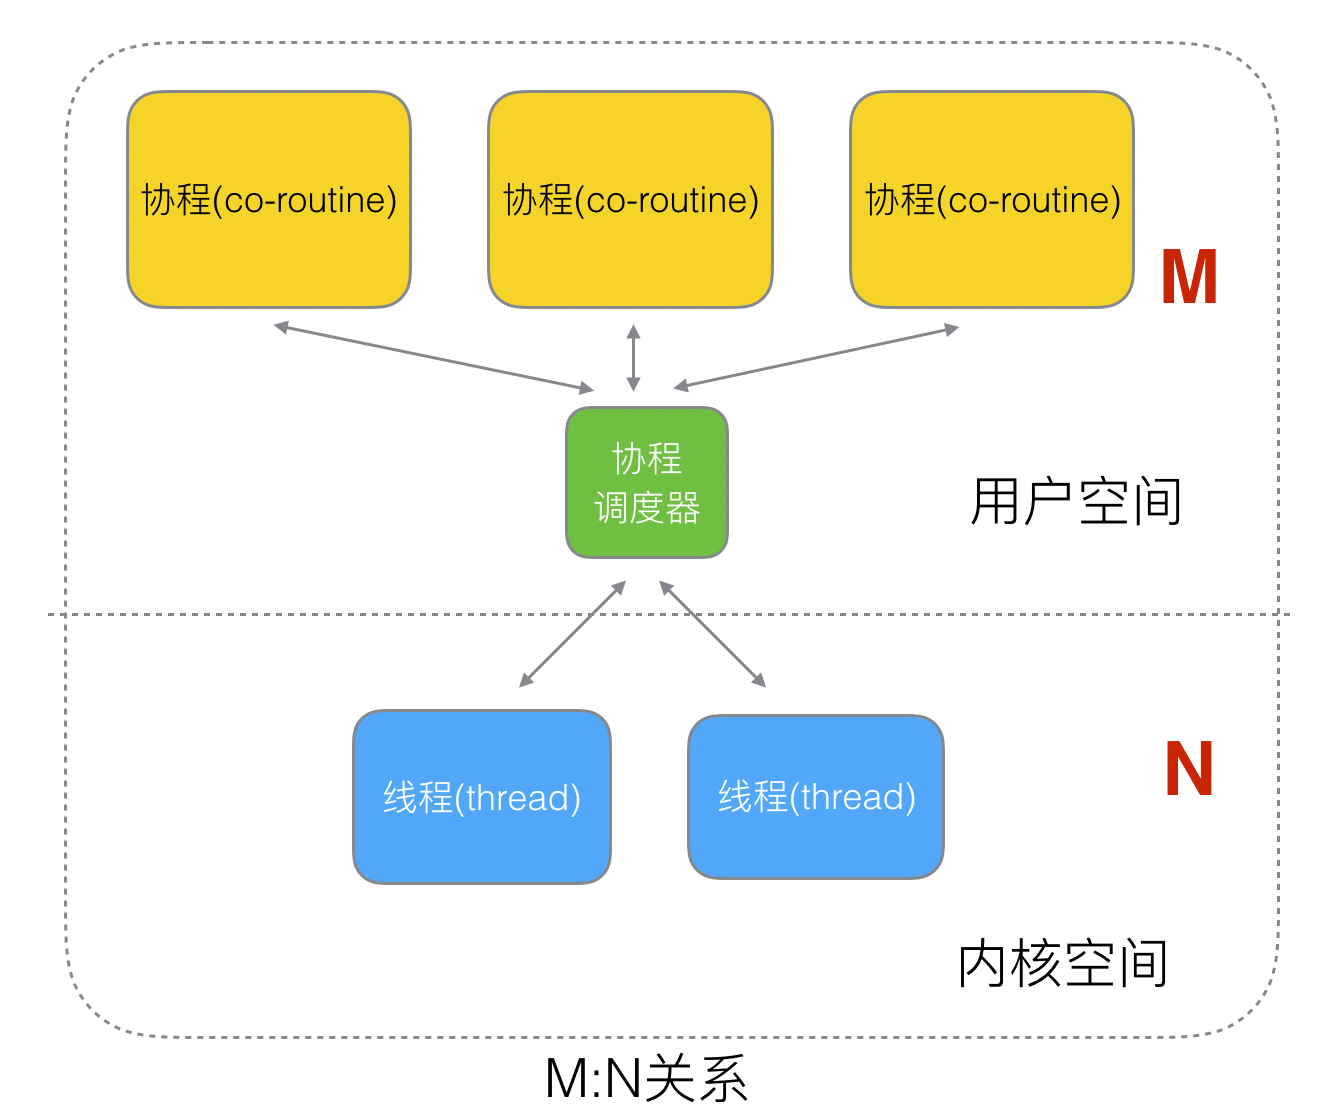 协程(co-routine)
协程(co-routine)
协程(co-routine)
M
协程
调度器
用户空间
线程(thread)
线程(thread)
N
内核空间
M:N关系